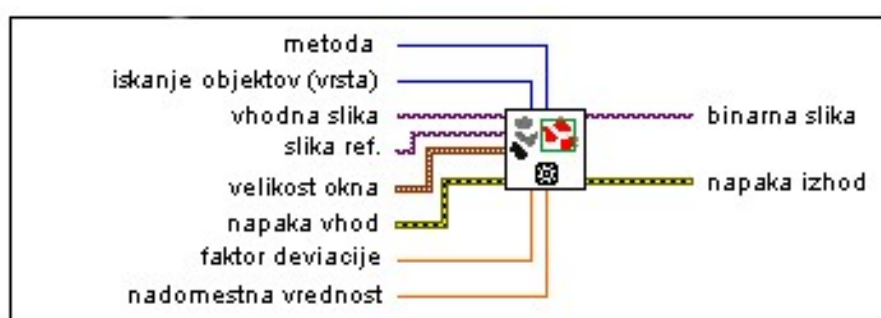 metoda
iskanje objektov (vrsta)
vhodna slika
slika ref.
velikost okna
napaka vhod
faktor deviacije
nadomestna vrednost
binarna slika
napaka izhod